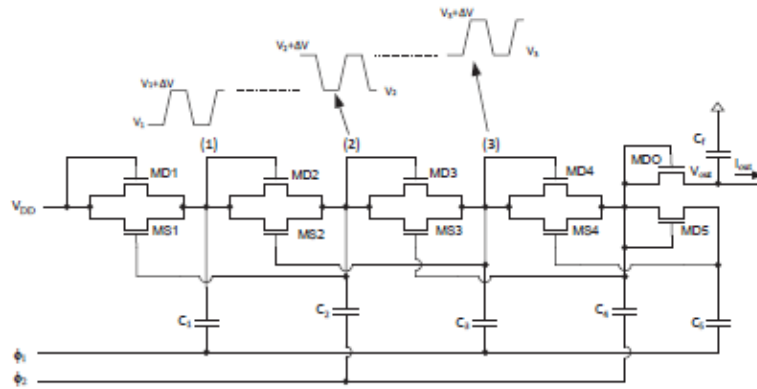 V₃+ΔV
V₂+ΔV
V₃
V₂+ΔV
V₂
V₁
(1) (2) (3)
MD1 MD2 MD3 MD4 MDO C_f V_out I_out
V_DD
MS1 MS2 MS3 MS4 MD5
C₁ C₂ C₃ C₄ C₅
ϕ₁
ϕ₂